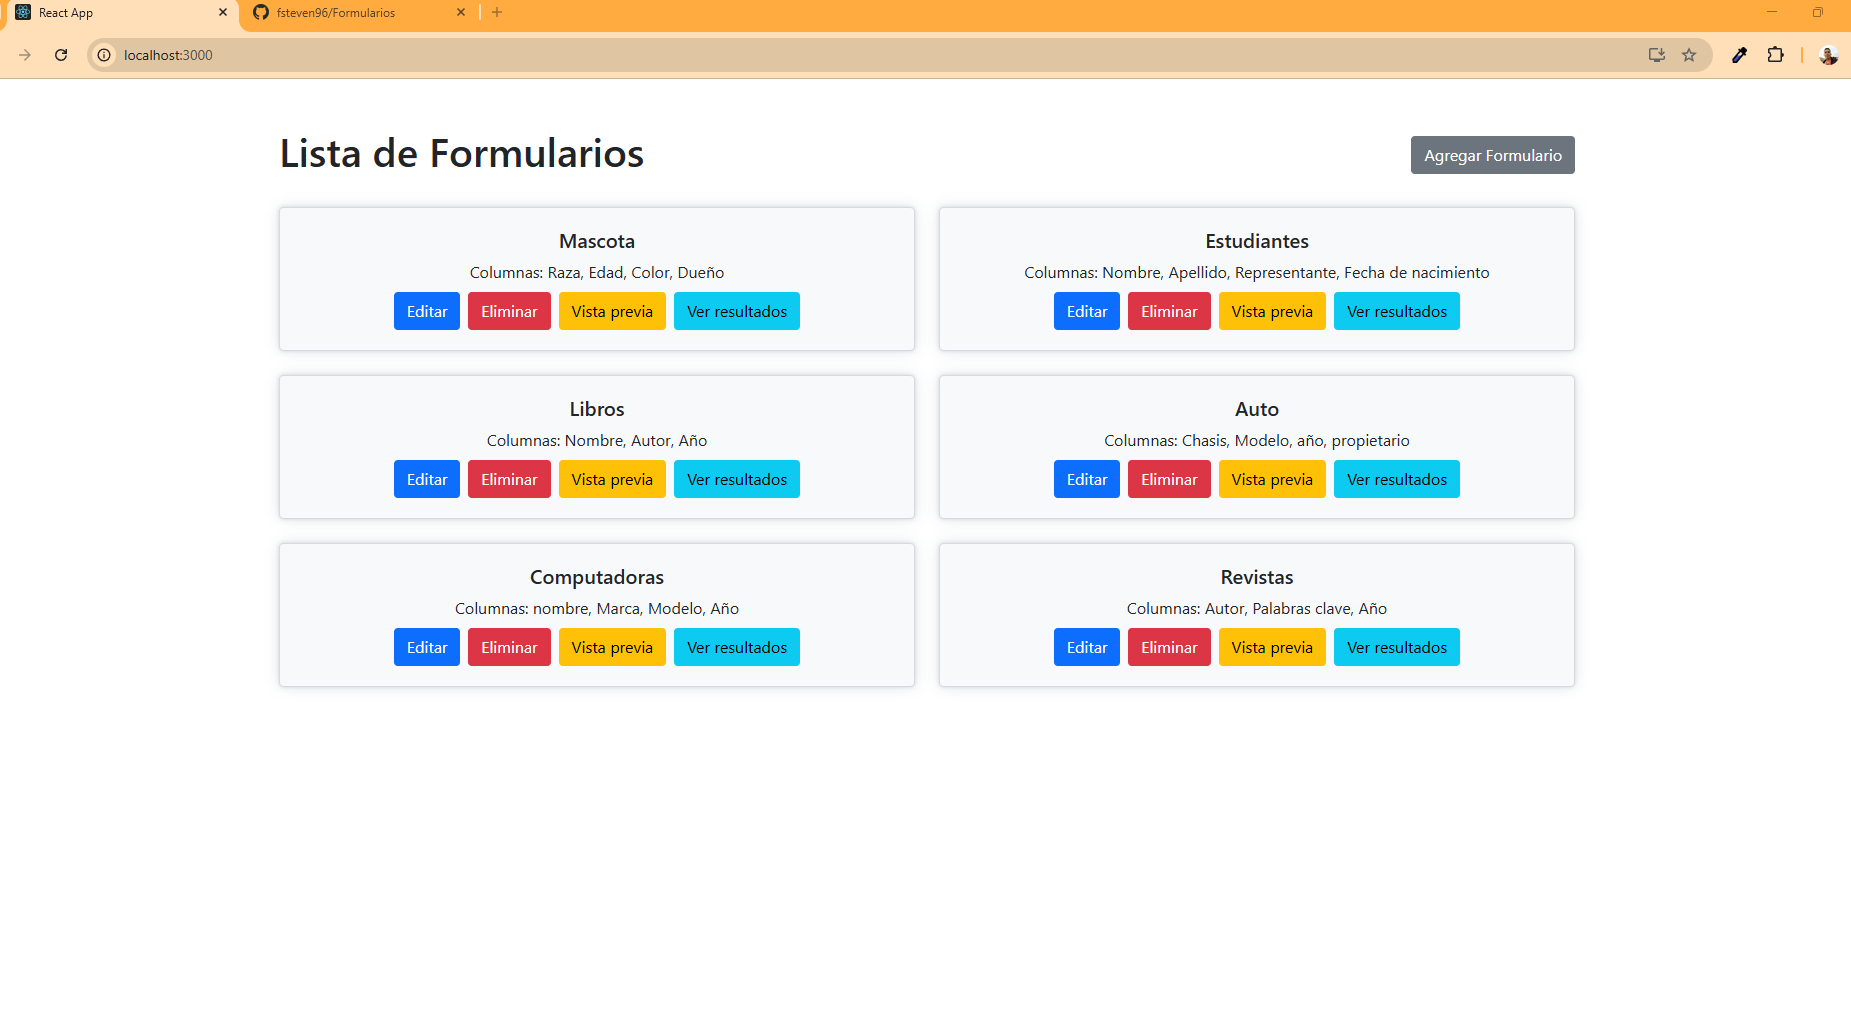 React App
fsteven96/Formularios
localhost:3000
Lista de Formularios
Agregar Formulario
Mascota
Columnas: Raza, Edad, Color, Dueño
Editar Eliminar Vista previa Ver resultados
Estudiantes
Columnas: Nombre, Apellido, Representante, Fecha de nacimiento
Editar Eliminar Vista previa Ver resultados
Libros
Columnas: Nombre, Autor, Año
Editar Eliminar Vista previa Ver resultados
Auto
Columnas: Chasis, Modelo, año, propietario
Editar Eliminar Vista previa Ver resultados
Computadoras
Columnas: nombre, Marca, Modelo, Año
Editar Eliminar Vista previa Ver resultados
Revistas
Columnas: Autor, Palabras clave, Año
Editar Eliminar Vista previa Ver resultados